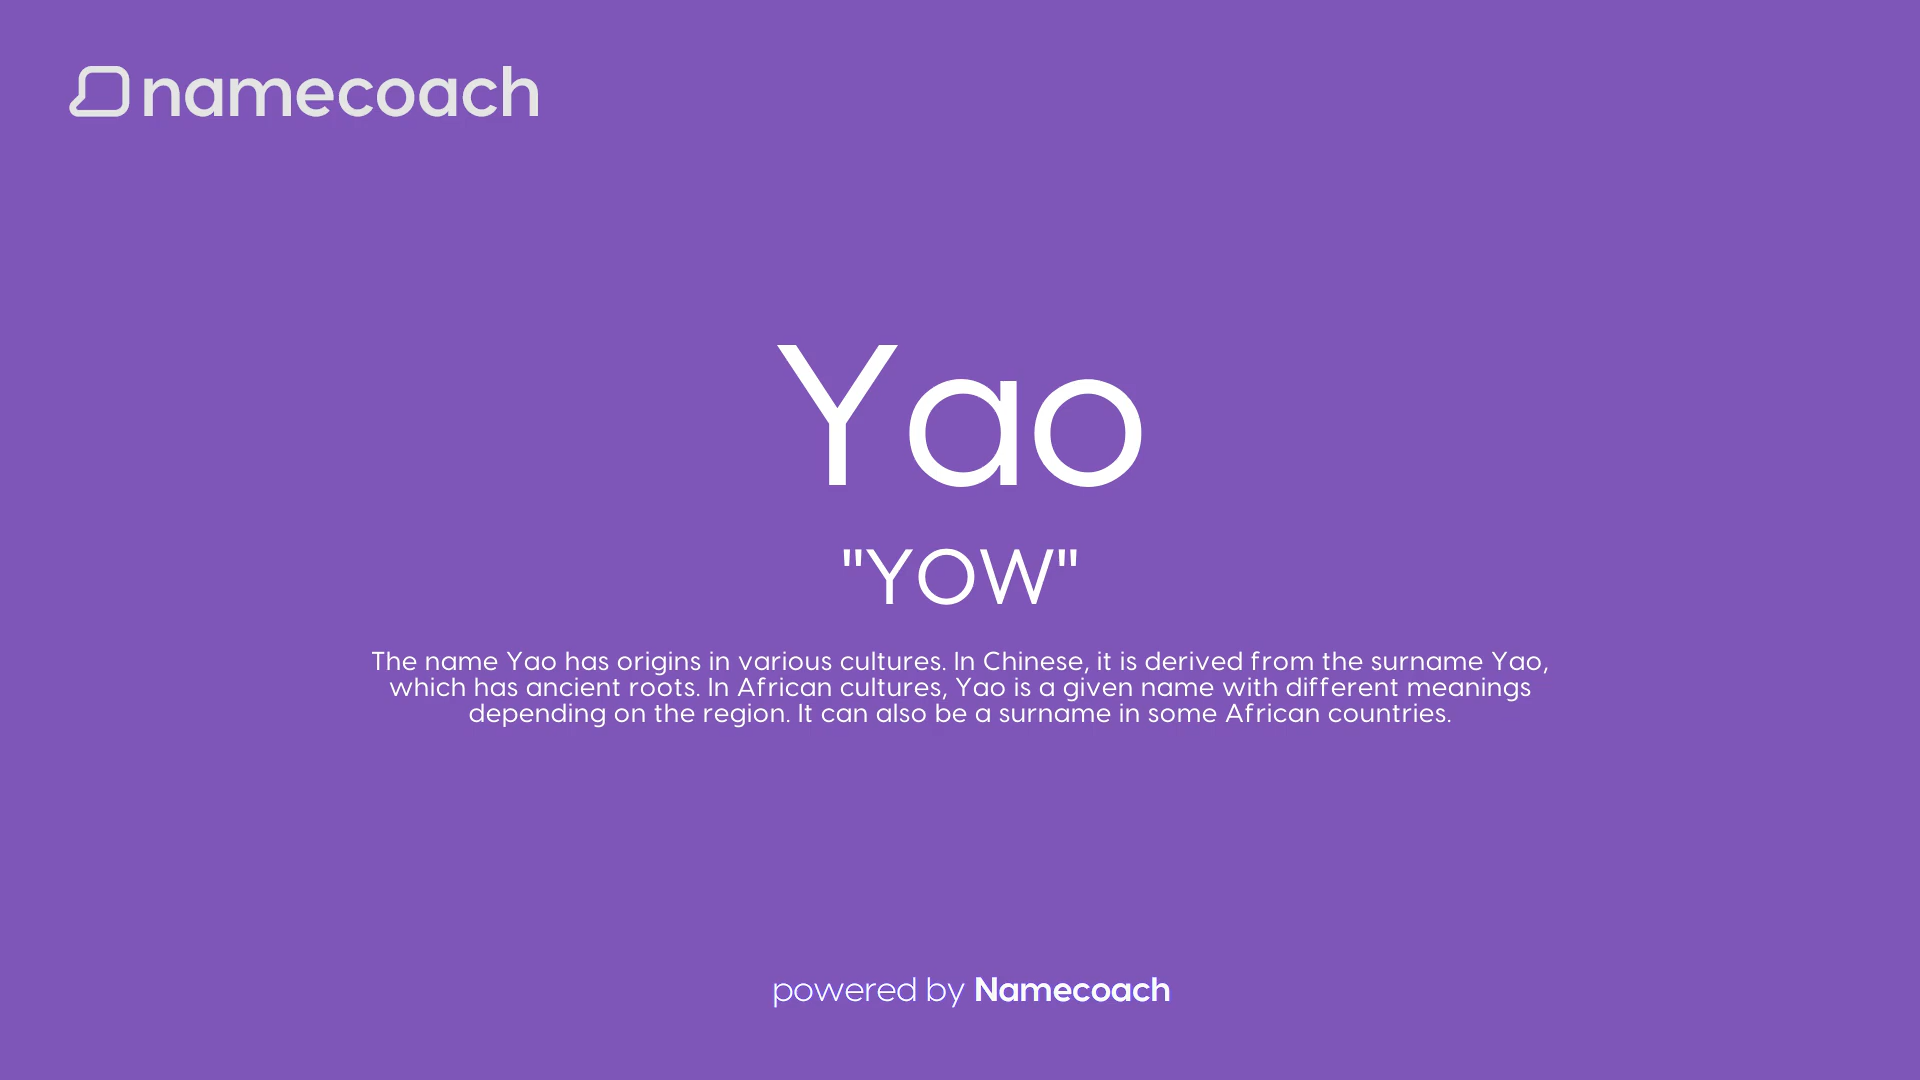 namecoach
Yao
"YOW"
The name Yao has origins in various cultures. In Chinese, it is derived from the surname Yao,
which has ancient roots. In African cultures, Yao is a given name with different meanings
depending on the region. It can also be a surname in some African countries.
powered by Namecoach